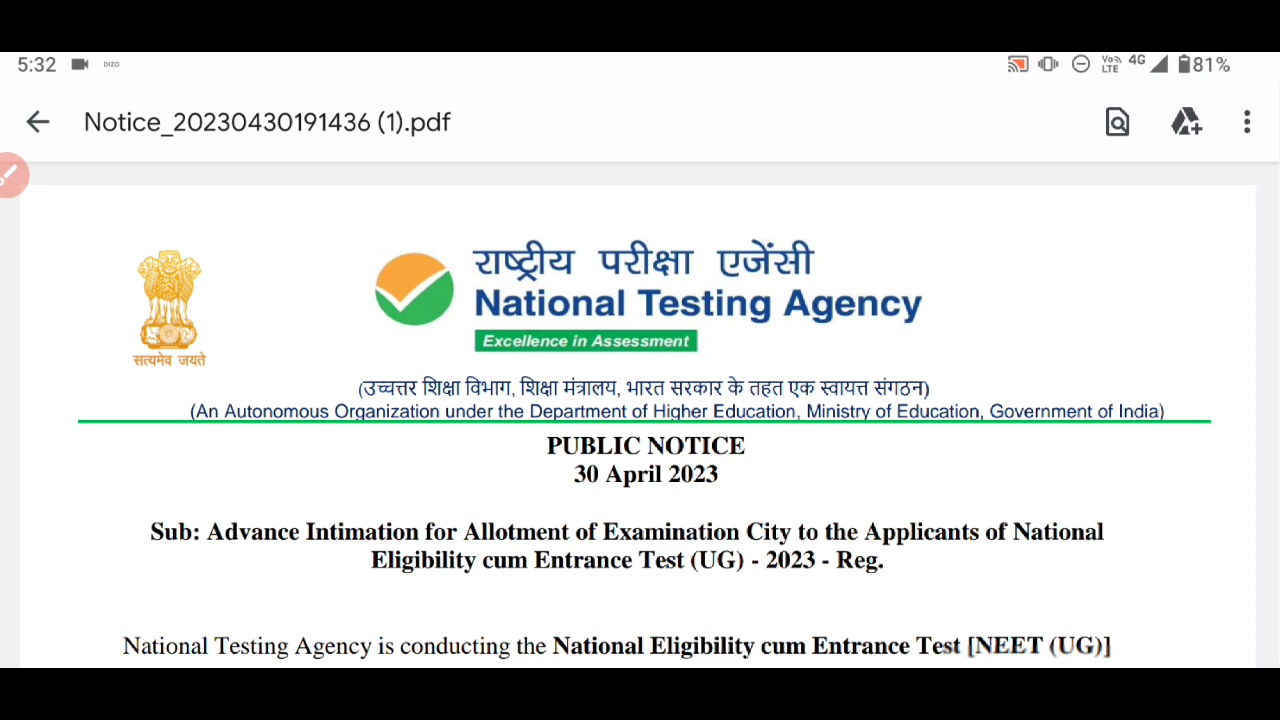 5:32 DIZO Vo LTE 4G 81%
Notice_20230430191436 (1).pdf
राष्ट्रीय परीक्षा एजेंसी
National Testing Agency
Excellence in Assessment
सत्यमेव जयते
(उच्चत्तर शिक्षा विभाग, शिक्षा मंत्रालय, भारत सरकार के तहत एक स्वायत्त संगठन)
(An Autonomous Organization under the Department of Higher Education, Ministry of Education, Government of India)
PUBLIC NOTICE
30 April 2023
Sub: Advance Intimation for Allotment of Examination City to the Applicants of National
Eligibility cum Entrance Test (UG) - 2023 - Reg.
National Testing Agency is conducting the National Eligibility cum Entrance Test [NEET (UG)]